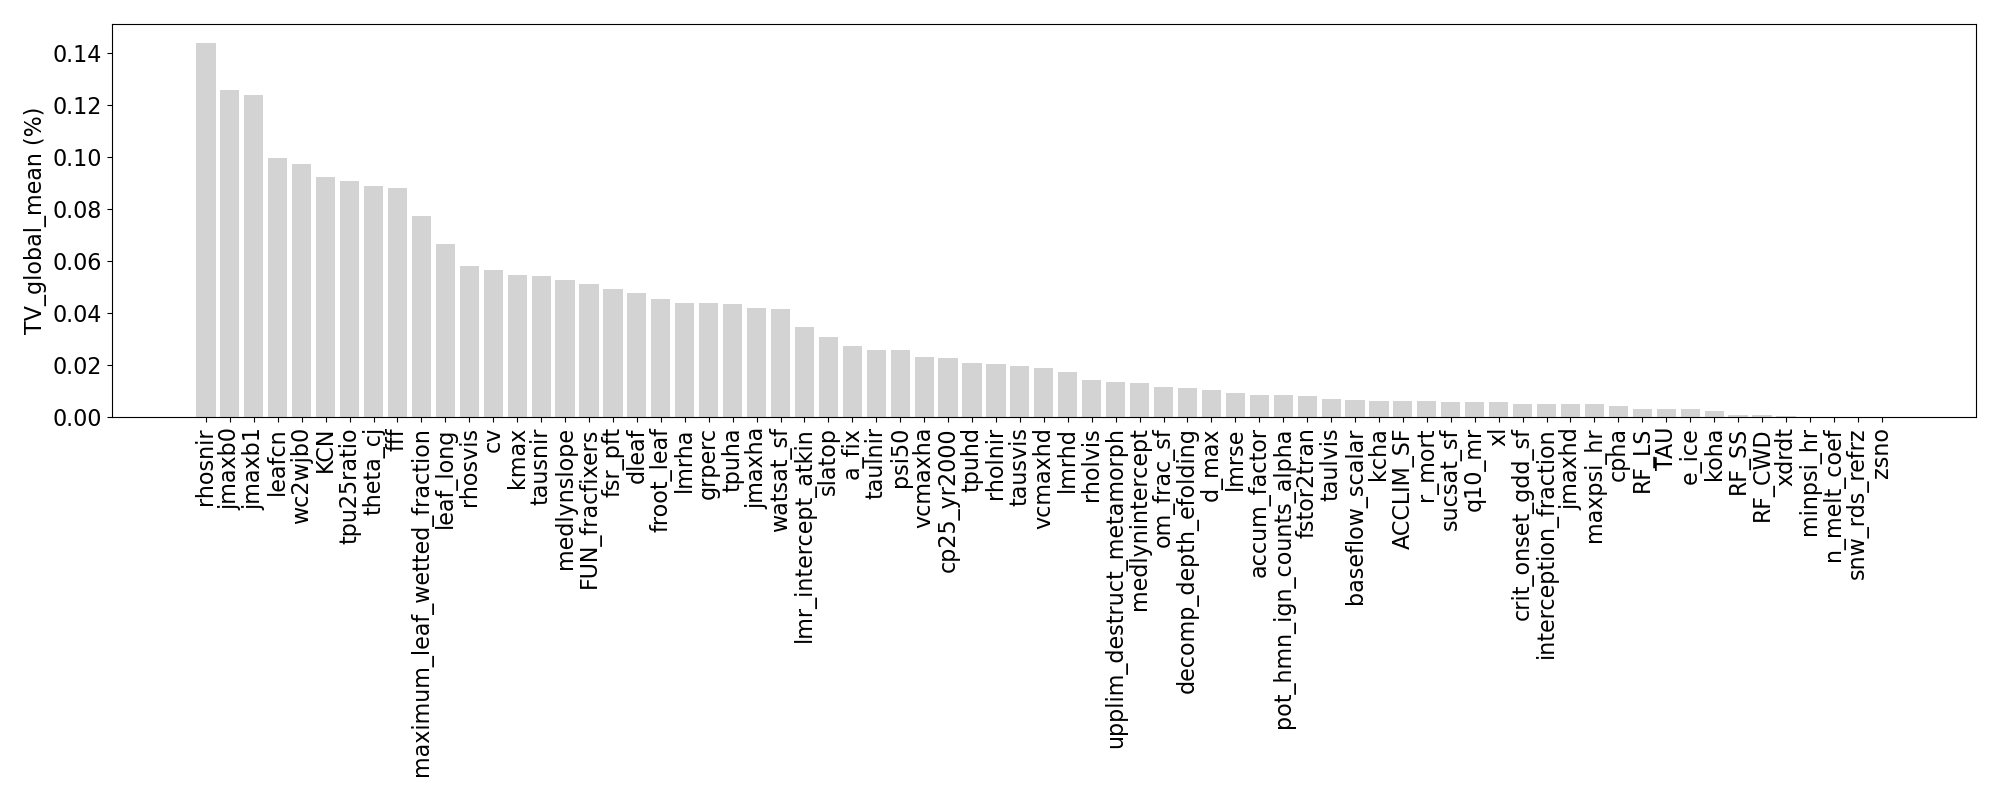 TV_global_mean (%)
0.14
0.12
0.10
0.08
0.06
0.04
0.02
0.00
rhosnir
jmaxb0
jmaxb1
leafcn
wc2wjb0
KCN
tpu25ratio
theta_cj
fff
maximum_leaf_wetted_fraction
leaf_long
rhosvis
cv
kmax
tausnir
medlynslope
FUN_fracfixers
fsr_pft
dleaf
froot_leaf
lmrha
grperc
tpuha
jmaxha
watsat_sf
lmr_intercept_atkin
slatop
a_fix
taulnir
psi50
vcmaxha
cp25_yr2000
tpuhd
rholnir
tausvis
vcmaxhd
lmrhd
rholvis
upplim_destruct_metamorph
medlynintercept
om_frac_sf
decomp_depth_efolding
d_max
lmrse
accum_factor
pot_hmn_ign_counts_alpha
fstor2tran
taulvis
baseflow_scalar
kcha
ACCLIM_SF
r_mort
sucsat_sf
q10_mr
xl
crit_onset_gdd_sf
interception_fraction
jmaxhd
maxpsi_hr
cpha
RF_LS
TAU
e_ice
koha
RF_SS
RF_CWD
xdrdt
minpsi_hr
n_melt_coef
snw_rds_refrz
zsno